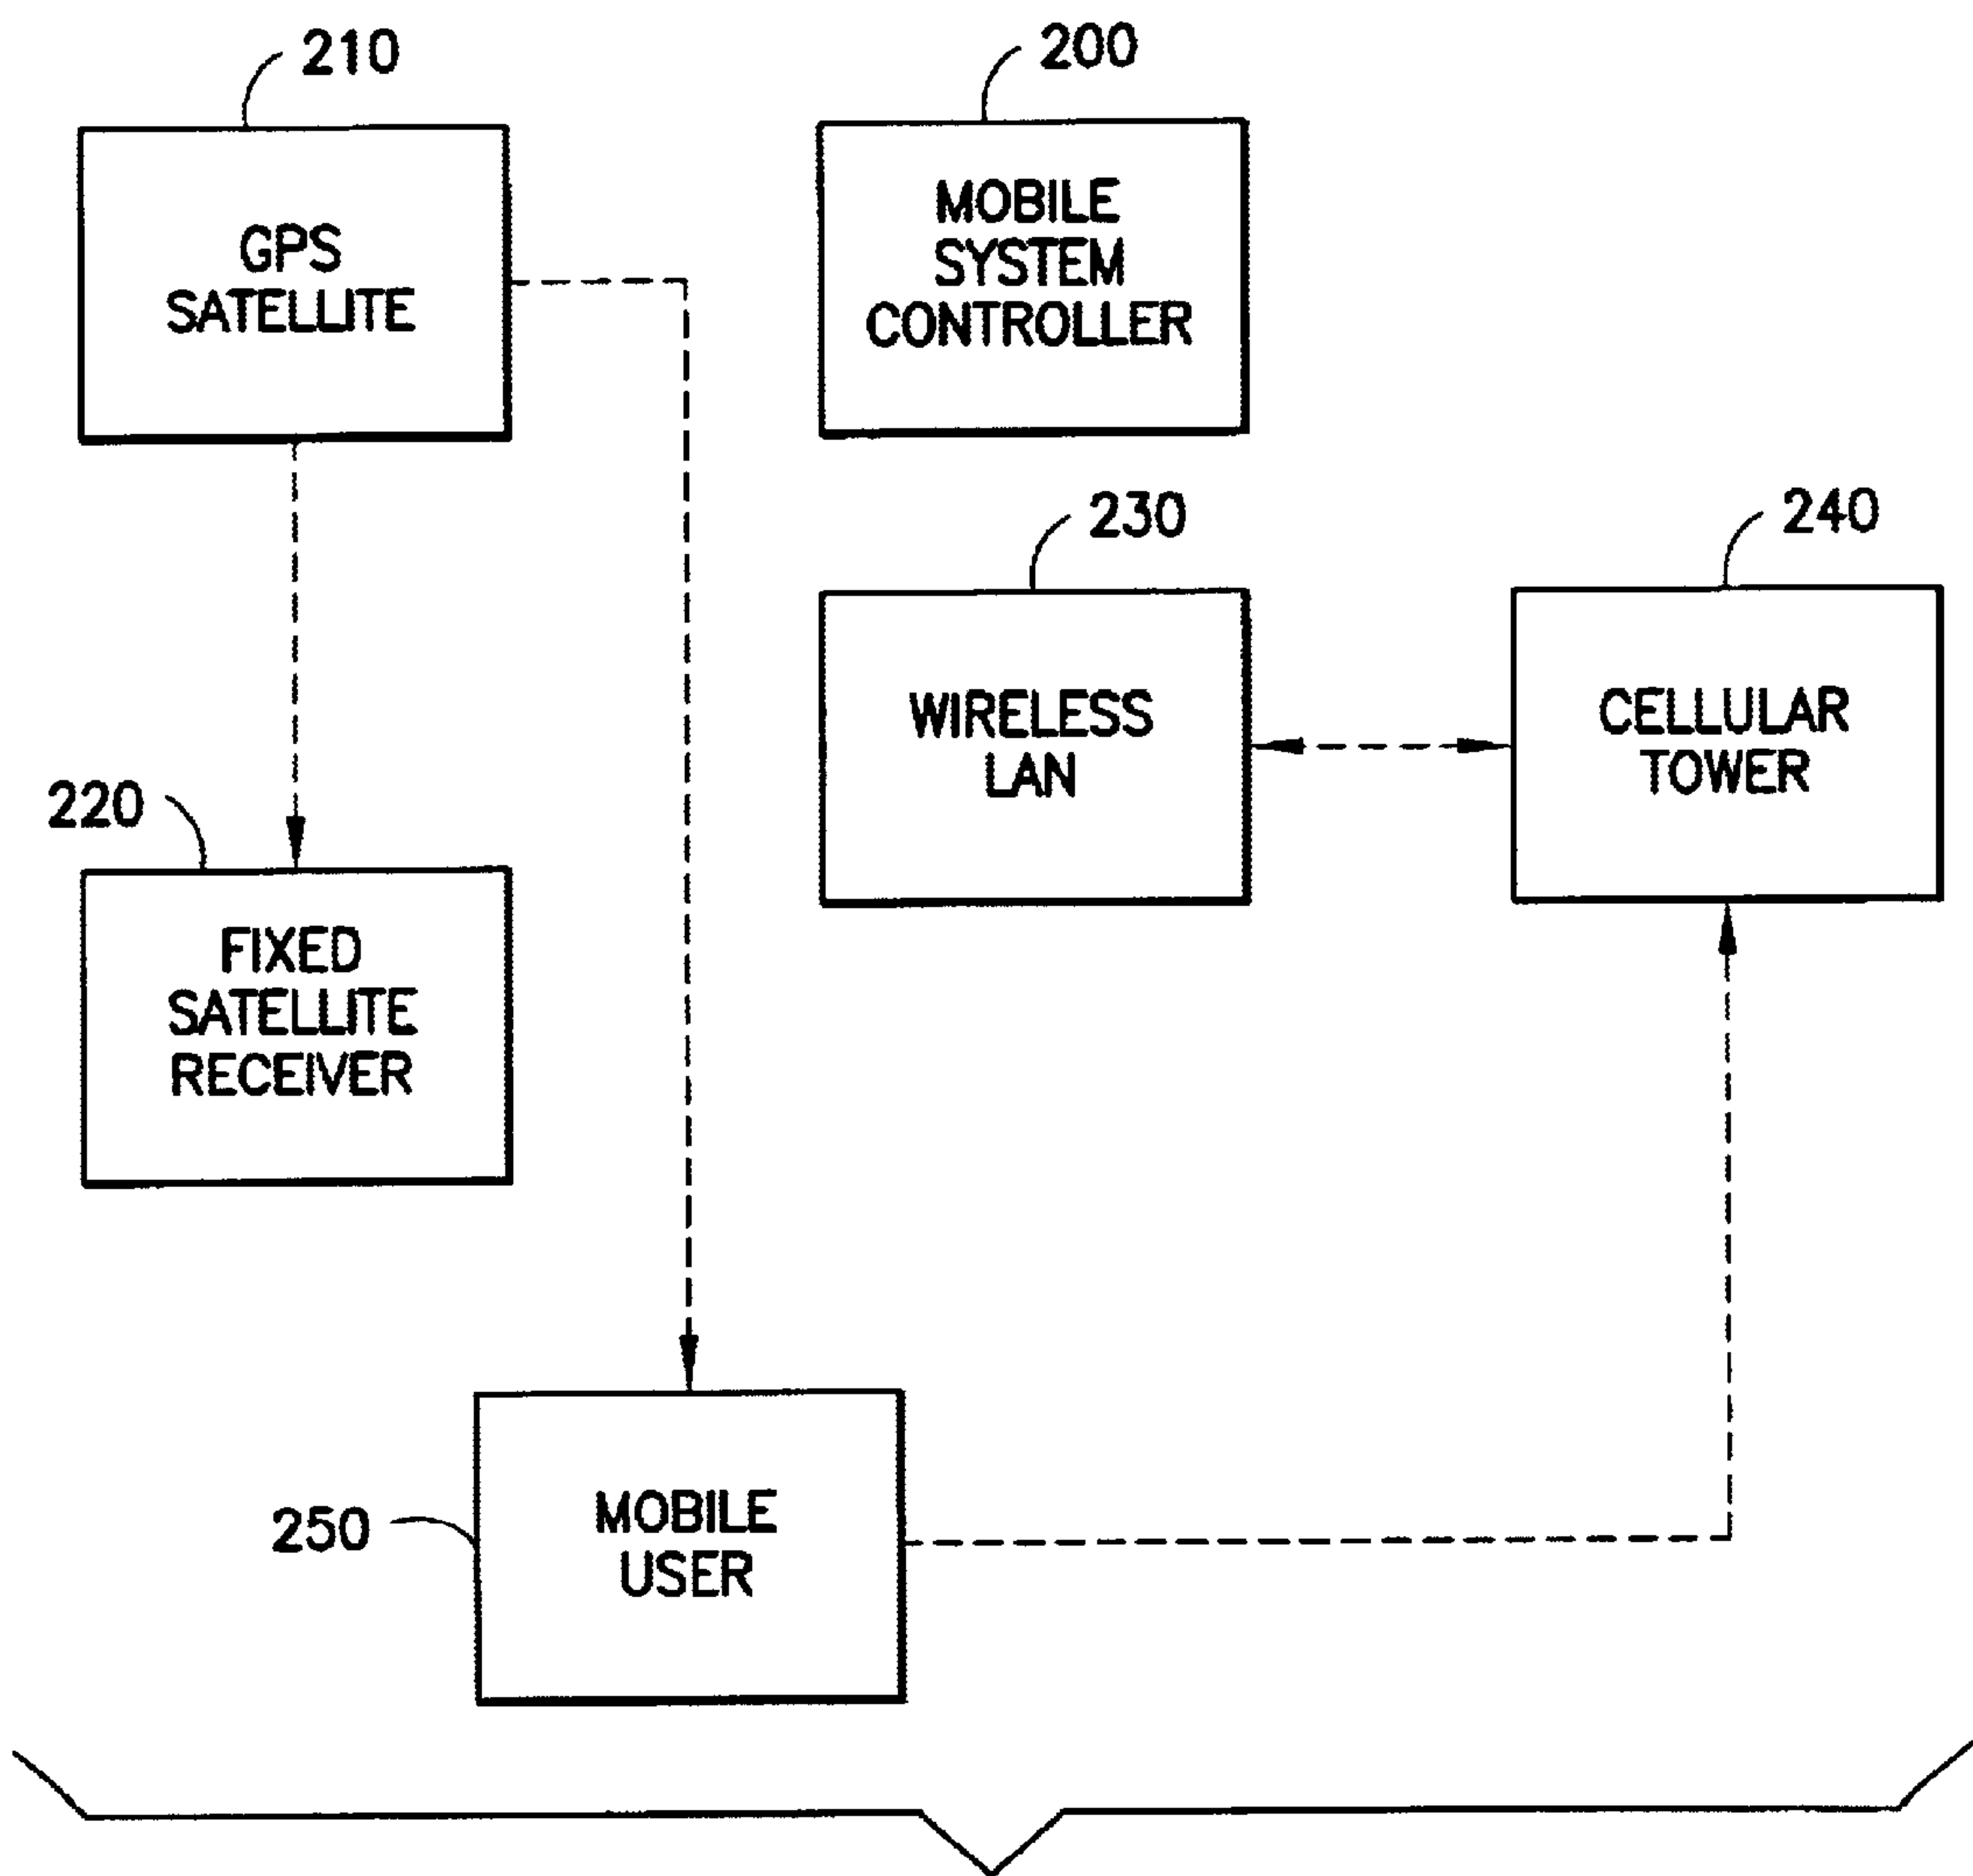 210
200
GPS
SATELLITE
MOBILE
SYSTEM
CONTROLLER
230
240
WIRELESS
LAN
CELLULAR
TOWER
220
FIXED
SATELLITE
RECEIVER
250
MOBILE
USER